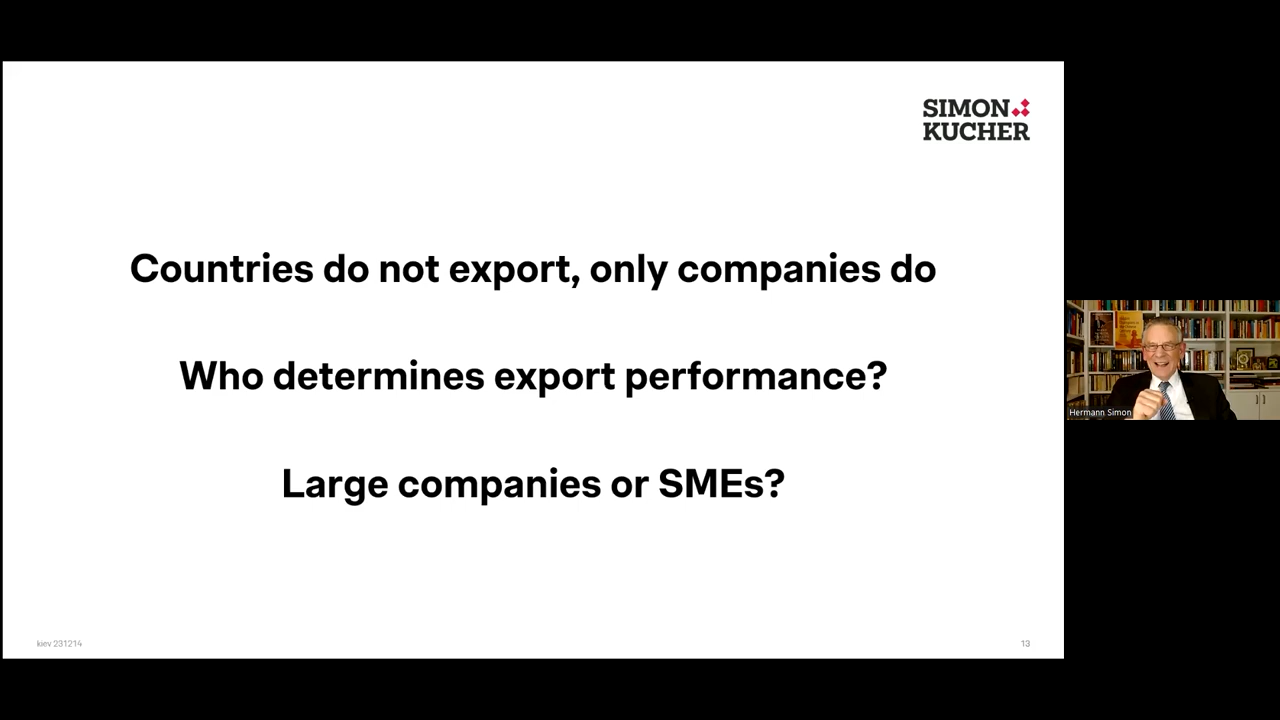 SIMON
KUCHER
Countries do not export, only companies do
Who determines export performance?
Large companies or SMEs?
Hermann Simon
kiev 231214
13